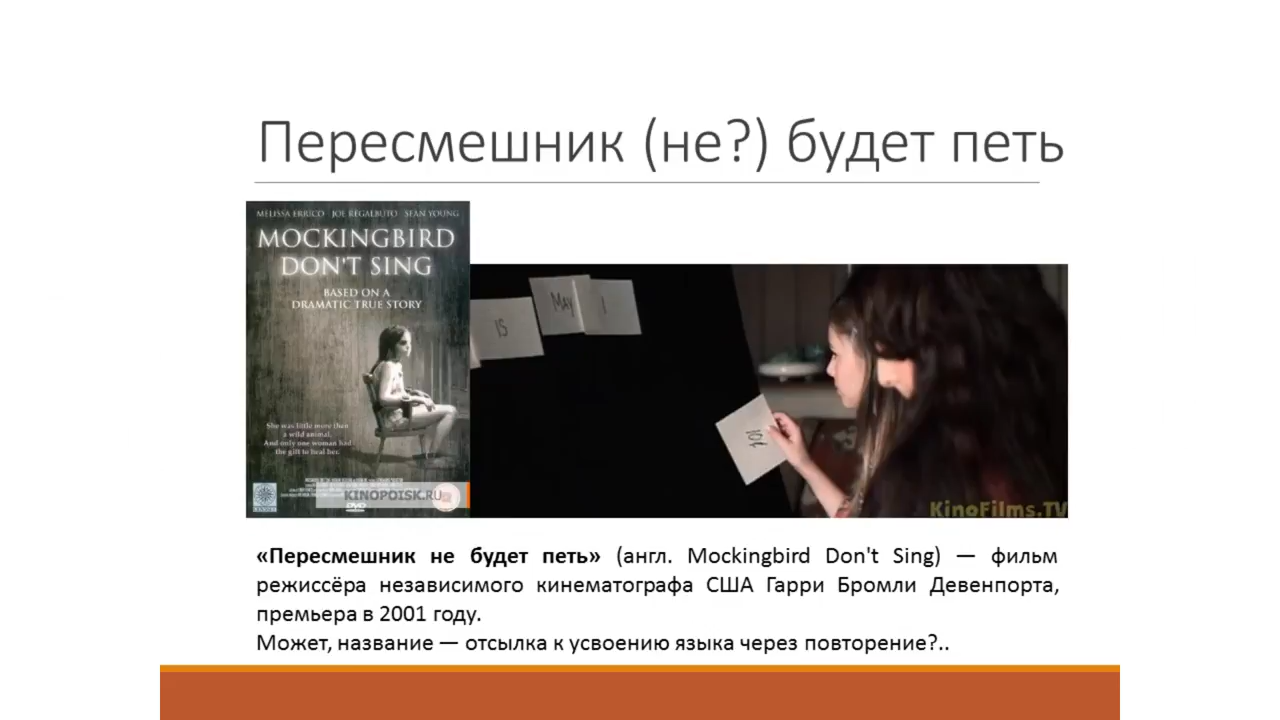 Пересмешник (не?) будет петь
MELISSA ERRICO JOE REGALBUTO SEAN YOUNG
MOCKINGBIRD
DON'T SING
BASED ON A
DRAMATIC TRUE STORY
She was little more then
a wild animal.
And only one woman had
the gift to heal her.
KINOPOISK.RU
DVD
IS
MAY
1
KinoFilms.TV
«Пересмешник не будет петь» (англ. Mockingbird Don't Sing) — фильм
режиссёра независимого кинематографа США Гарри Бромли Девенпорта,
премьера в 2001 году.
Может, название — отсылка к усвоению языка через повторение?..